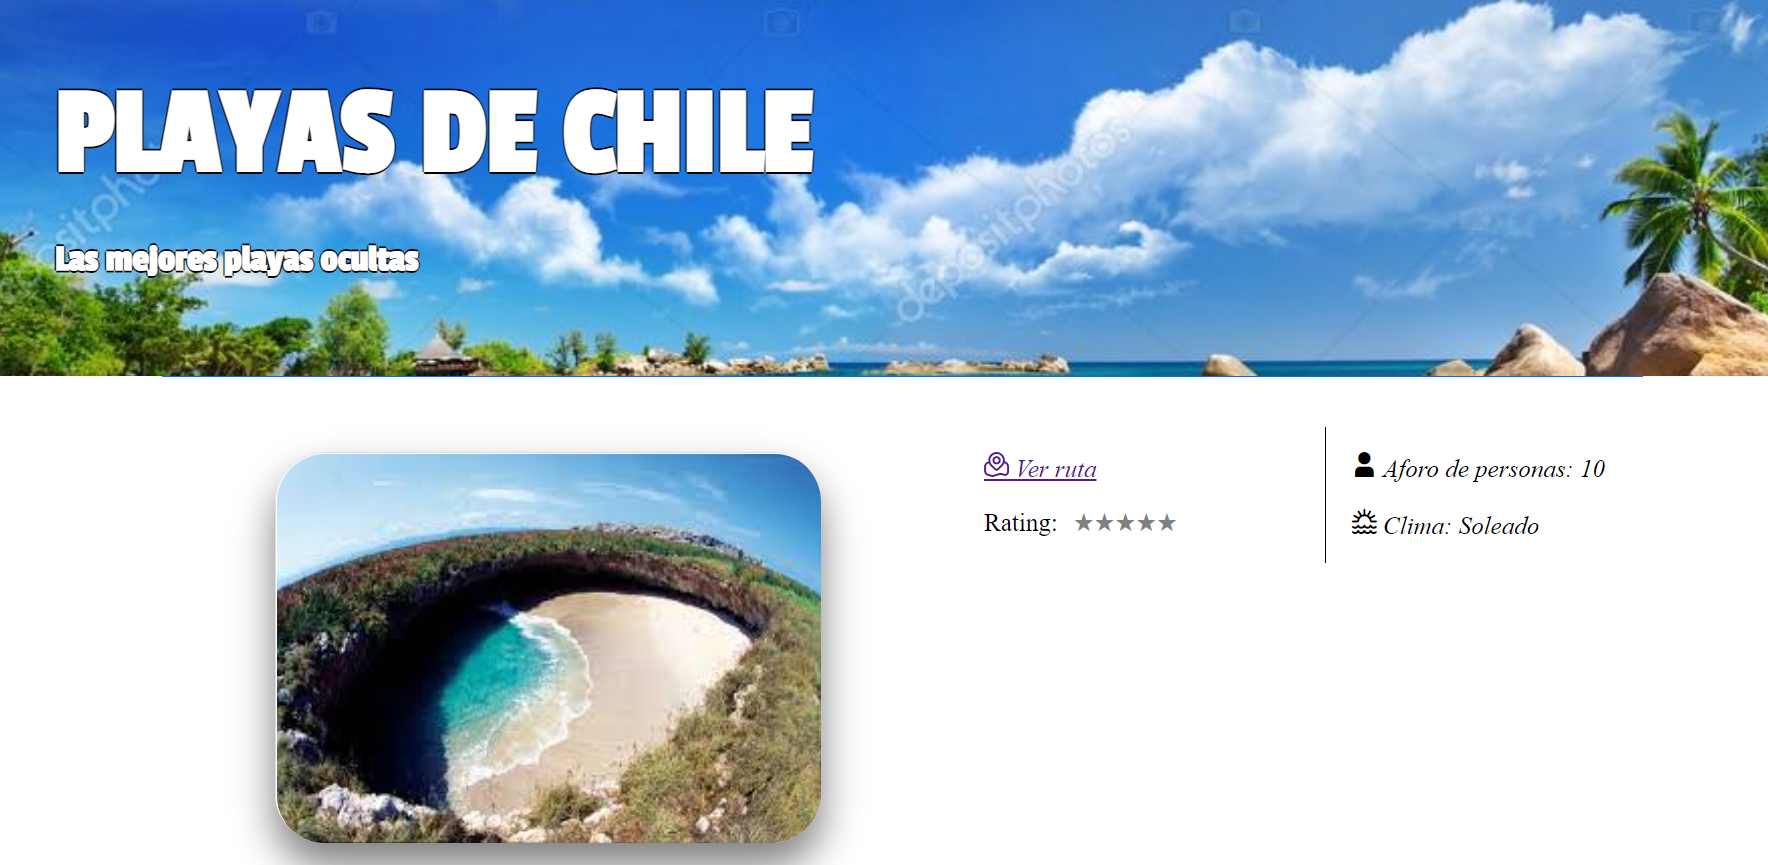 PLAYAS DE CHILE
Las mejores playas ocultas
depositphotos
Ver ruta
Rating: ★★★★★
Aforo de personas: 10
Clima: Soleado